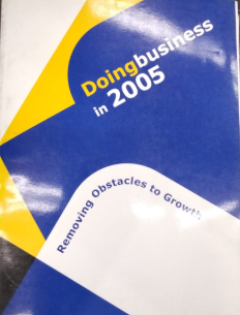 Doingbusiness
in 2005
Removing Obstacles to Growth